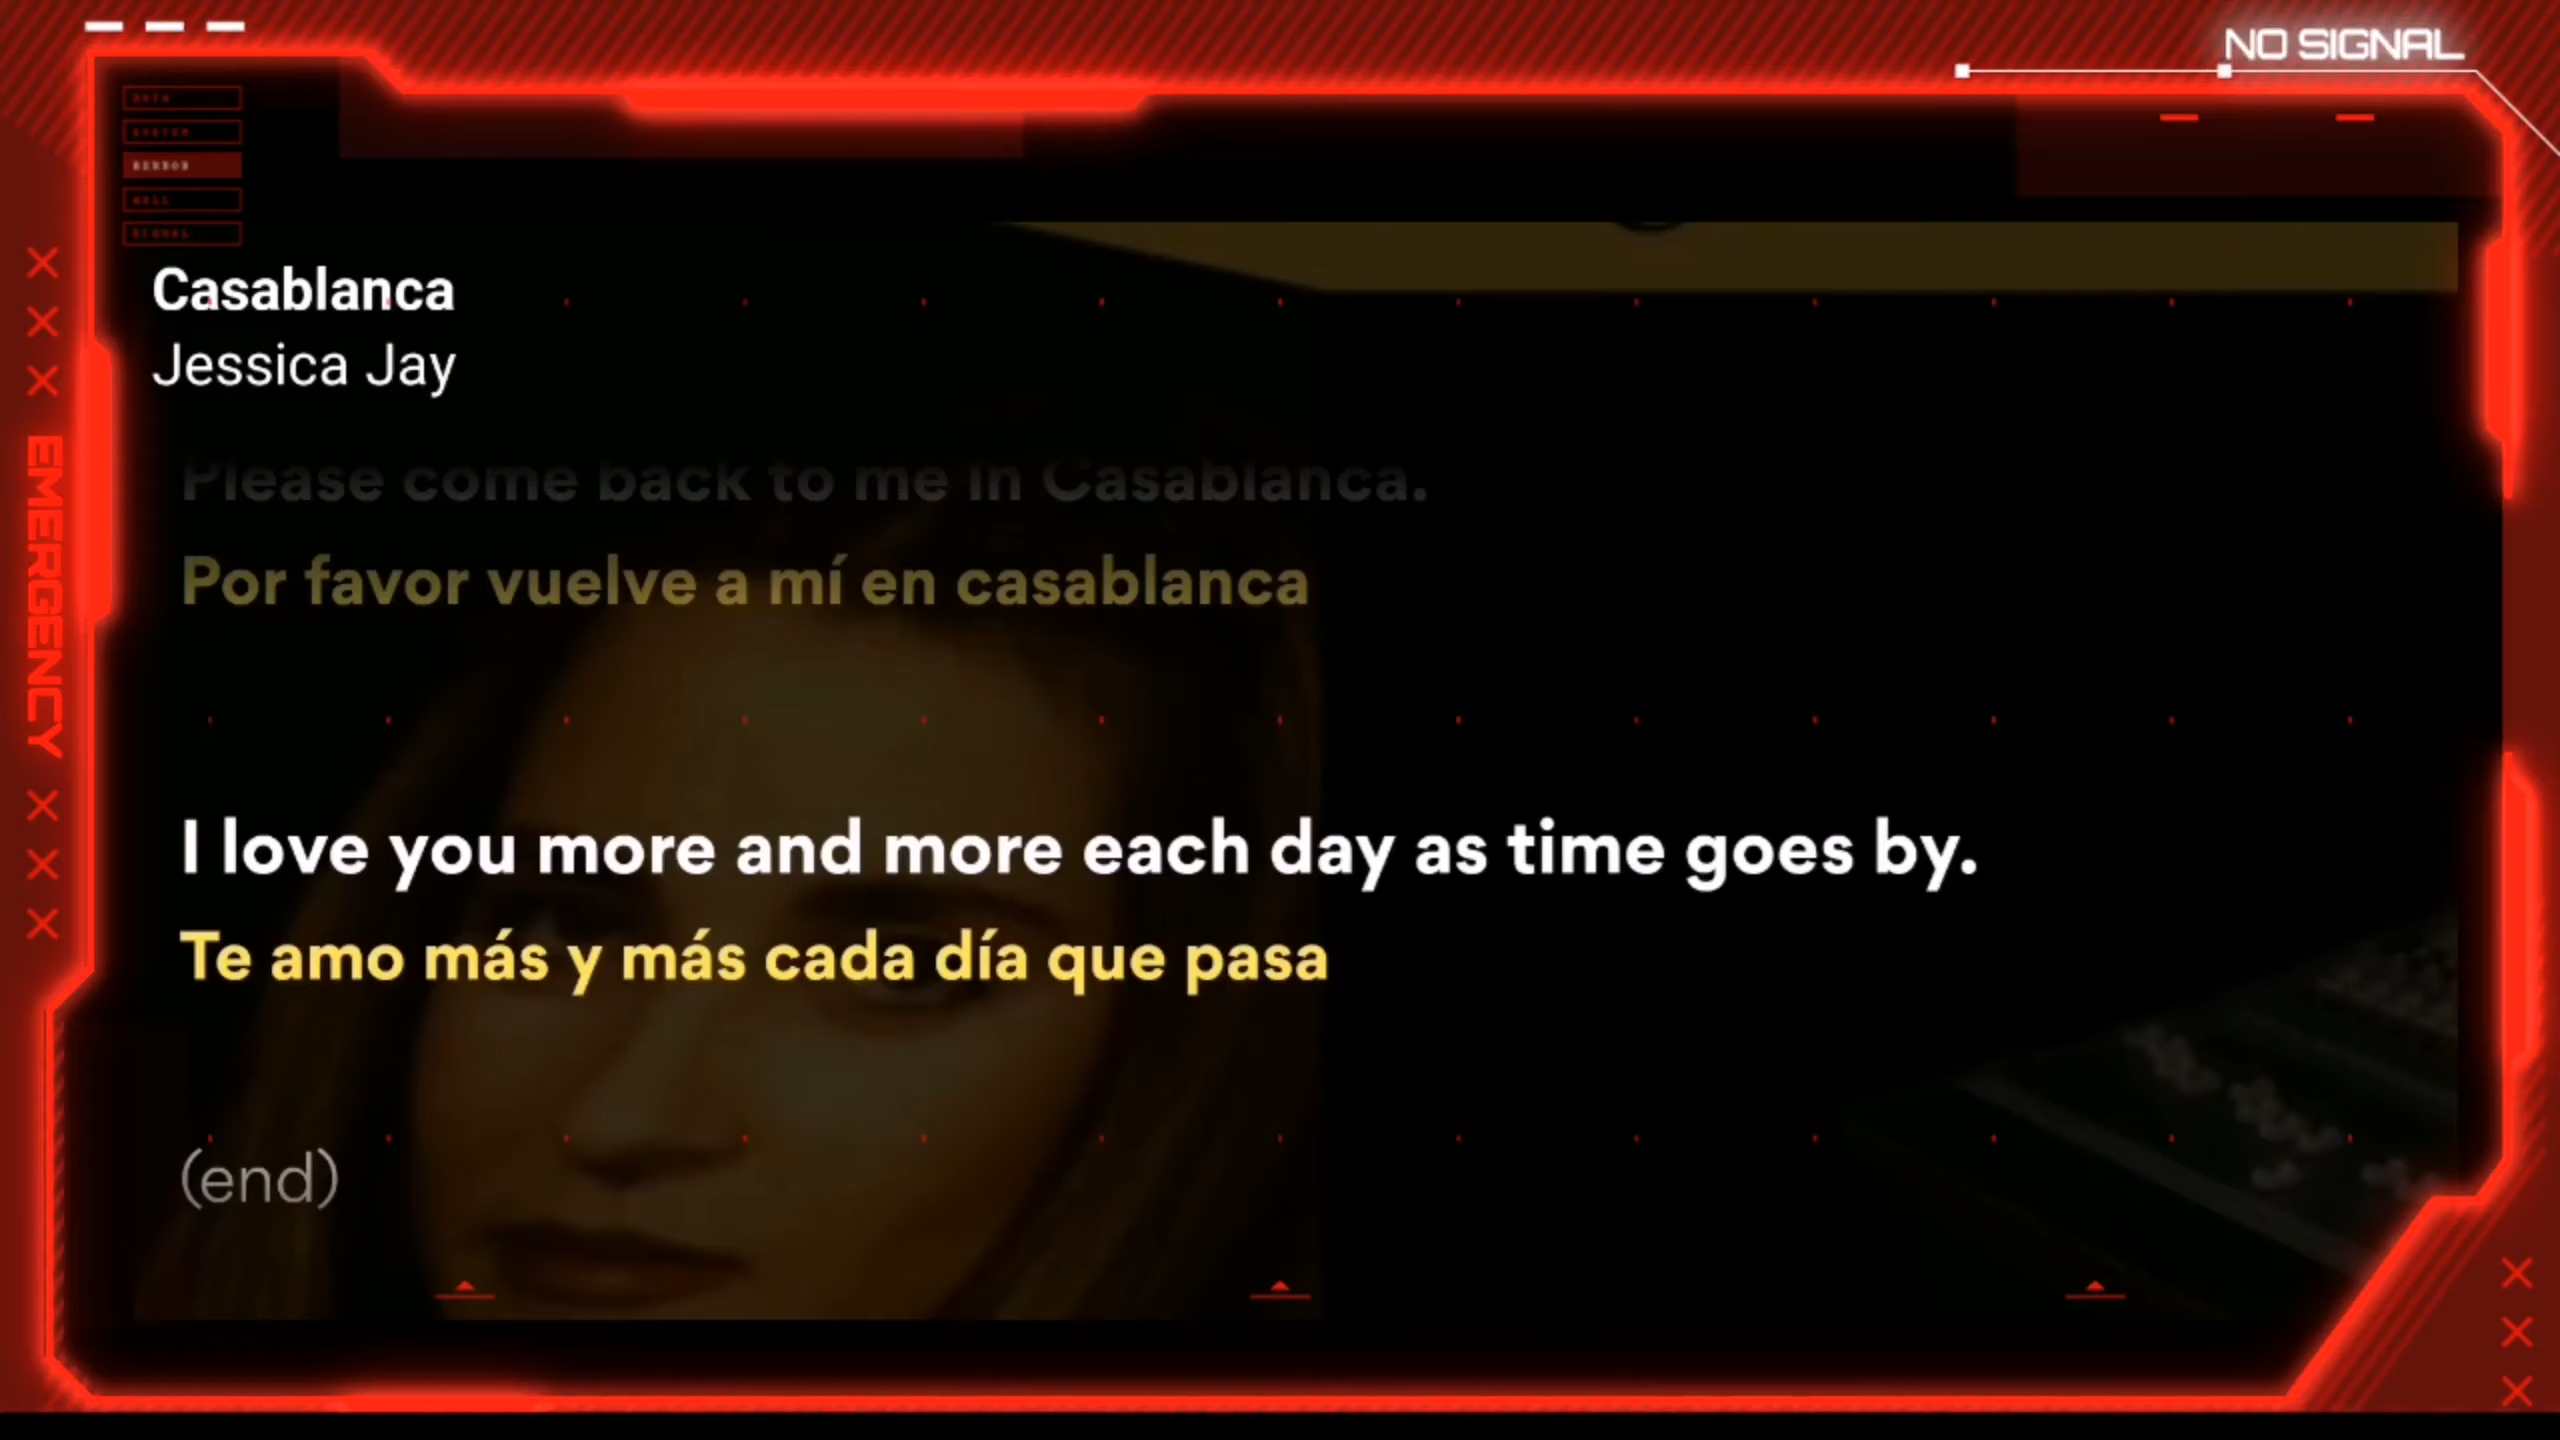 NO SIGNAL
SYSTEM
SIGNAL
Casablanca
Jessica Jay
Please come back to me in Casablanca.
Por favor vuelve a mí en casablanca
EMERGENCY
I love you more and more each day as time goes by.
Te amo más y más cada día que pasa
(end)